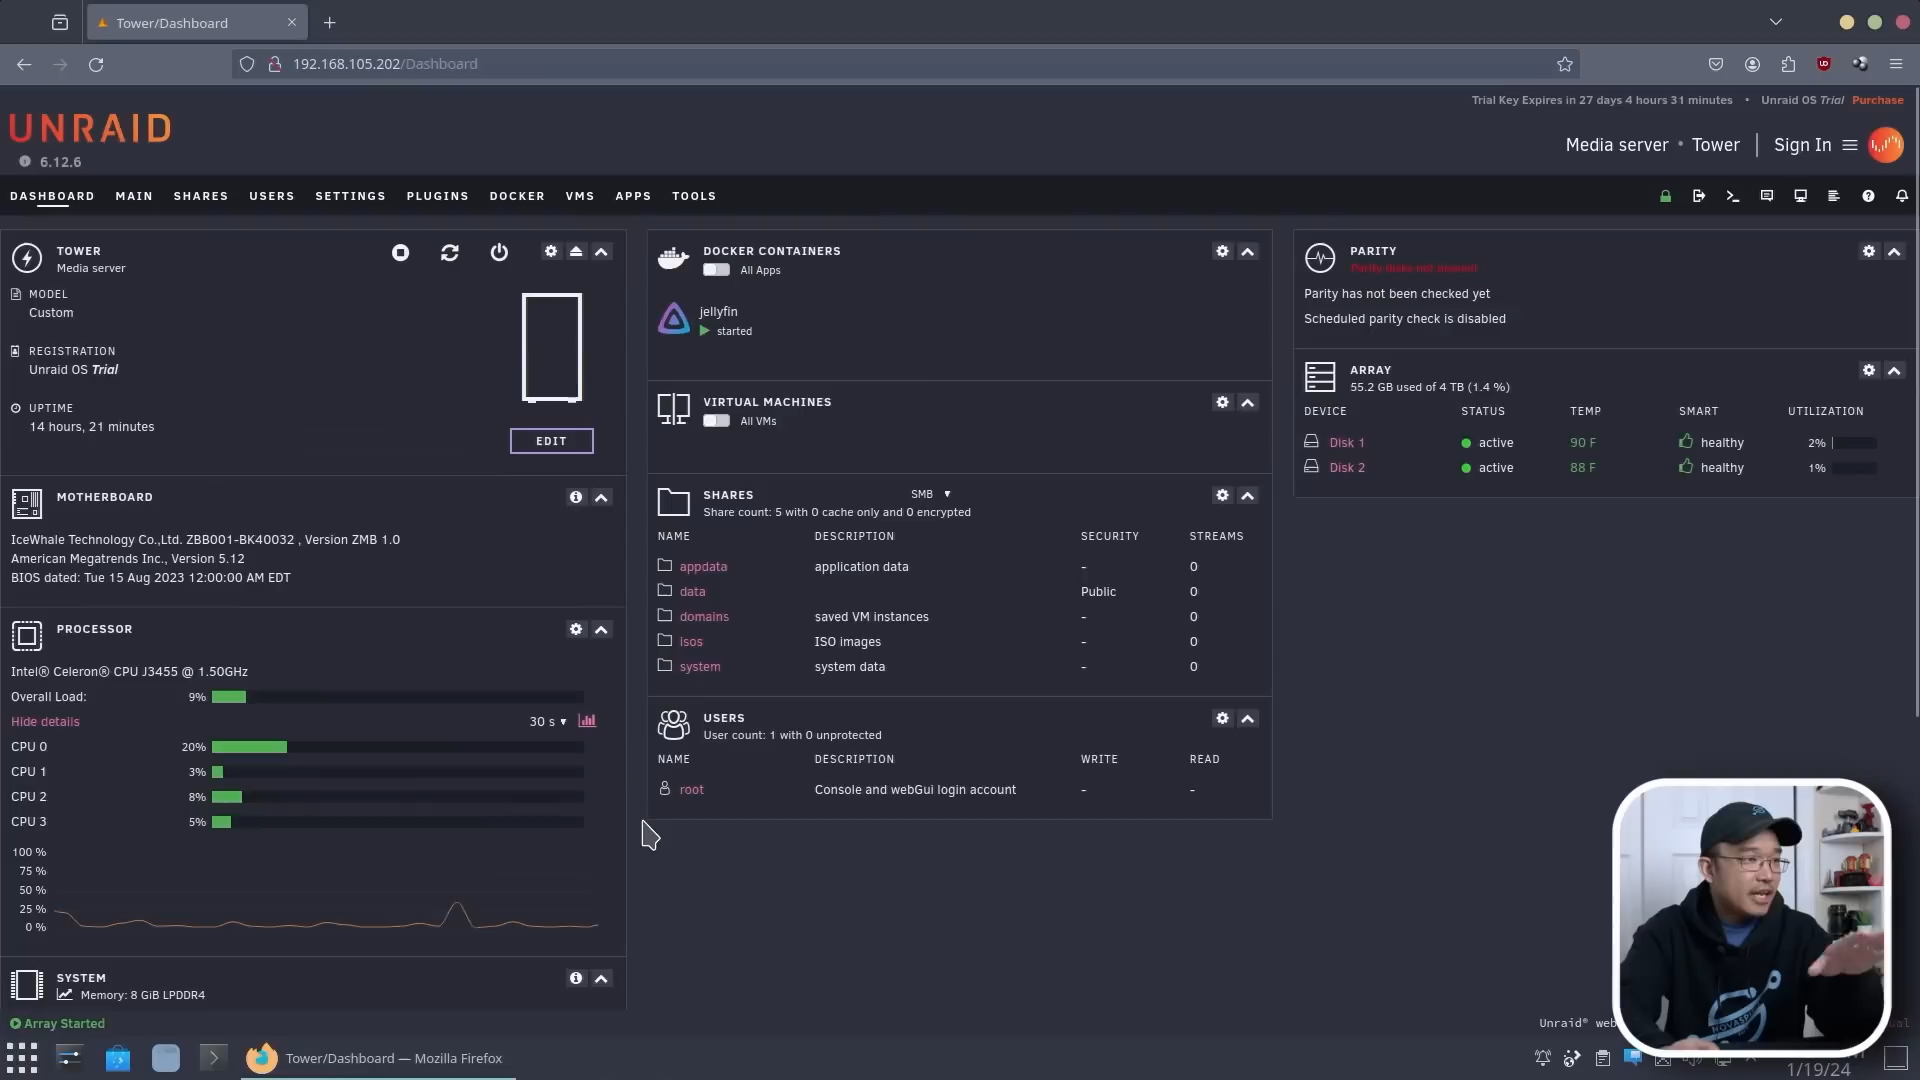 Tower/Dashboard
192.168.105.202/Dashboard
Trial Key Expires in 27 days 4 hours 31 minutes • Unraid OS Trial Purchase
UNRAID
6.12.6
Media server • Tower | Sign In
DASHBOARD MAIN SHARES USERS SETTINGS PLUGINS DOCKER VMS APPS TOOLS
TOWER
Media server
MODEL
Custom
REGISTRATION
Unraid OS Trial
UPTIME
14 hours, 21 minutes
EDIT
MOTHERBOARD
IceWhale Technology Co.,Ltd. ZBB001-BK40032 , Version ZMB 1.0
American Megatrends Inc., Version 5.12
BIOS dated: Tue 15 Aug 2023 12:00:00 AM EDT
PROCESSOR
Intel® Celeron® CPU J3455 @ 1.50GHz
Overall Load: 9%
Hide details 30 s
CPU 0 20%
CPU 1 3%
CPU 2 8%
CPU 3 5%
100 %
75 %
50 %
25 %
0 %
SYSTEM
Memory: 8 GiB LPDDR4
DOCKER CONTAINERS
All Apps
jellyfin
started
VIRTUAL MACHINES
All VMs
SHARES SMB
Share count: 5 with 0 cache only and 0 encrypted
NAME DESCRIPTION SECURITY STREAMS
appdata application data - 0
data Public 0
domains saved VM instances - 0
isos ISO images - 0
system system data - 0
USERS
User count: 1 with 0 unprotected
NAME DESCRIPTION WRITE READ
root Console and webGui login account - -
PARITY
Parity disks not present
Parity has not been checked yet
Scheduled parity check is disabled
ARRAY
55.2 GB used of 4 TB (1.4 %)
DEVICE STATUS TEMP SMART UTILIZATION
Disk 1 active 90 F healthy 2%
Disk 2 active 88 F healthy 1%
Array Started
Unraid® web
Tower/Dashboard — Mozilla Firefox
1/19/24
NOVASPI